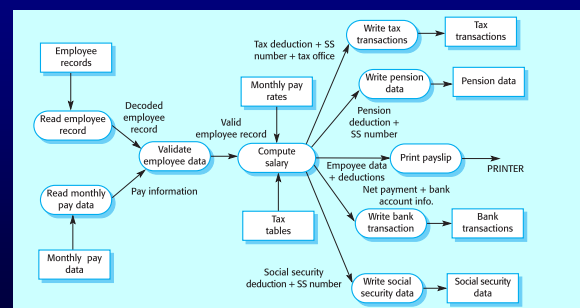 Employee
records
Read employee
record
Decoded
employee
record
Valid
employee record
Validate
employee data
Pay information
Read monthly
pay data
Monthly pay
data
Monthly pay
rates
Compute
salary
Tax
tables
Tax deduction + SS
number + tax office
Write tax
transactions
Tax
transactions
Write pension
data
Pension data
Pension
deduction +
SS number
Empoyee data
+ deductions
Print payslip
PRINTER
Net payment + bank
account info.
Write bank
transaction
Bank
transactions
Social security
deduction + SS number
Write social
security data
Social security
data